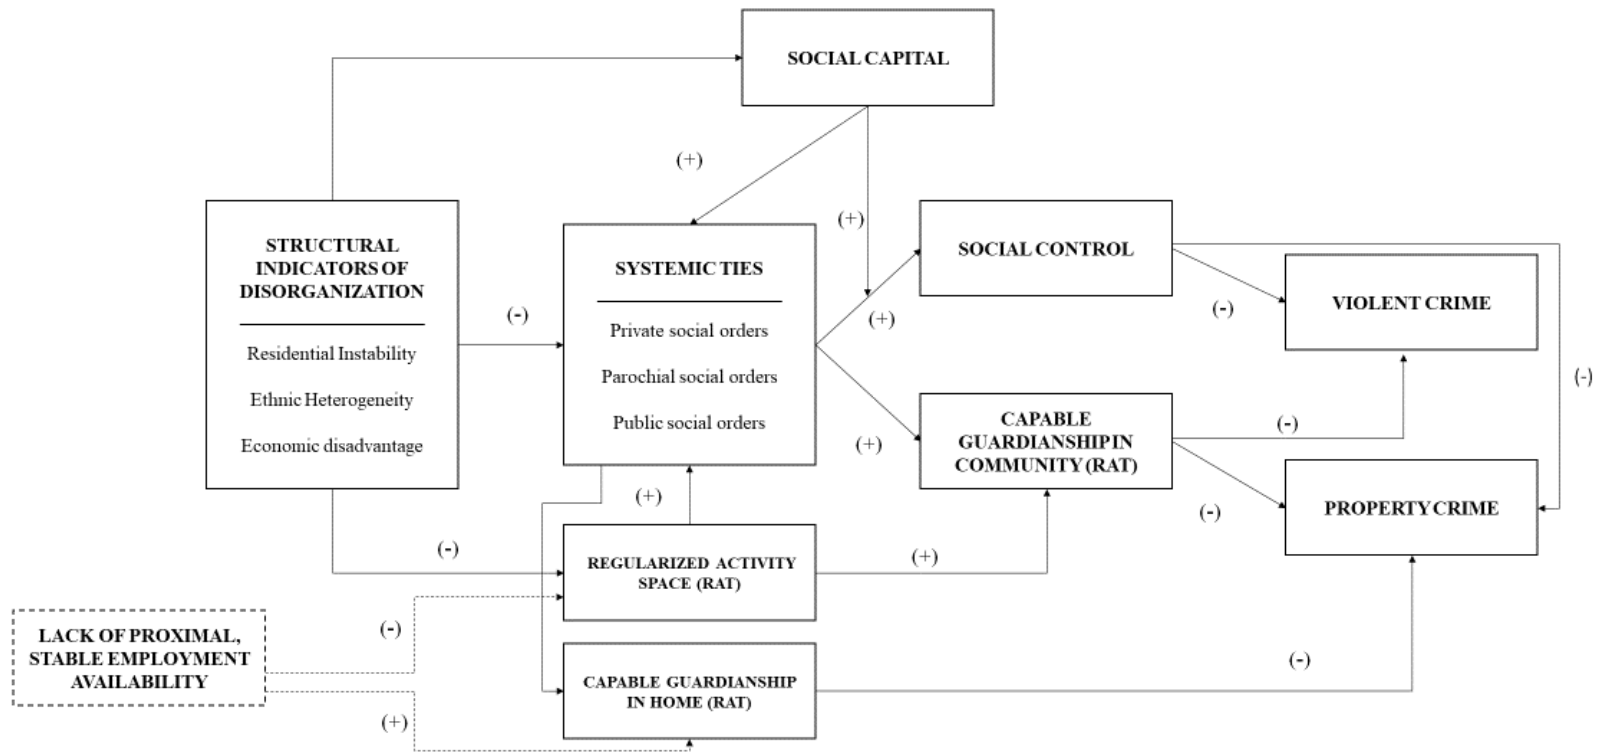 SOCIAL CAPITAL
(+)
(+)
STRUCTURAL
INDICATORS OF
DISORGANIZATION
Residential Instability
Ethnic Heterogeneity
Economic disadvantage
(-)
SYSTEMIC TIES
Private social orders
Parochial social orders
Public social orders
(+)
(+)
SOCIAL CONTROL
(-)
VIOLENT CRIME
(-)
CAPABLE
GUARDIANSHIP IN
COMMUNITY (RAT)
(-)
(-)
PROPERTY CRIME
(+)
(-)
REGULARIZED ACTIVITY
SPACE (RAT)
(+)
LACK OF PROXIMAL,
STABLE EMPLOYMENT
AVAILABILITY
(-)
(+)
CAPABLE GUARDIANSHIP
IN HOME (RAT)
(-)